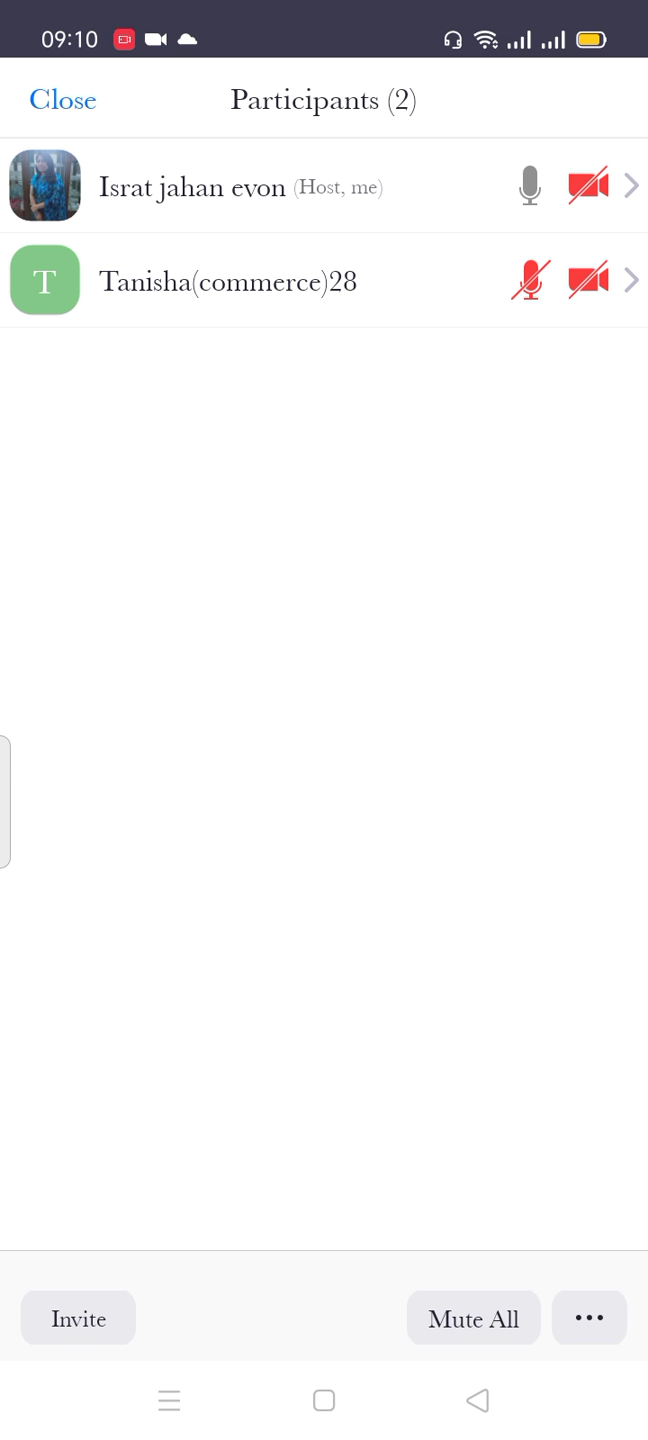 09:10
Close Participants (2)
Israt jahan evon (Host, me)
T Tanisha(commerce)28
Invite Mute All ...